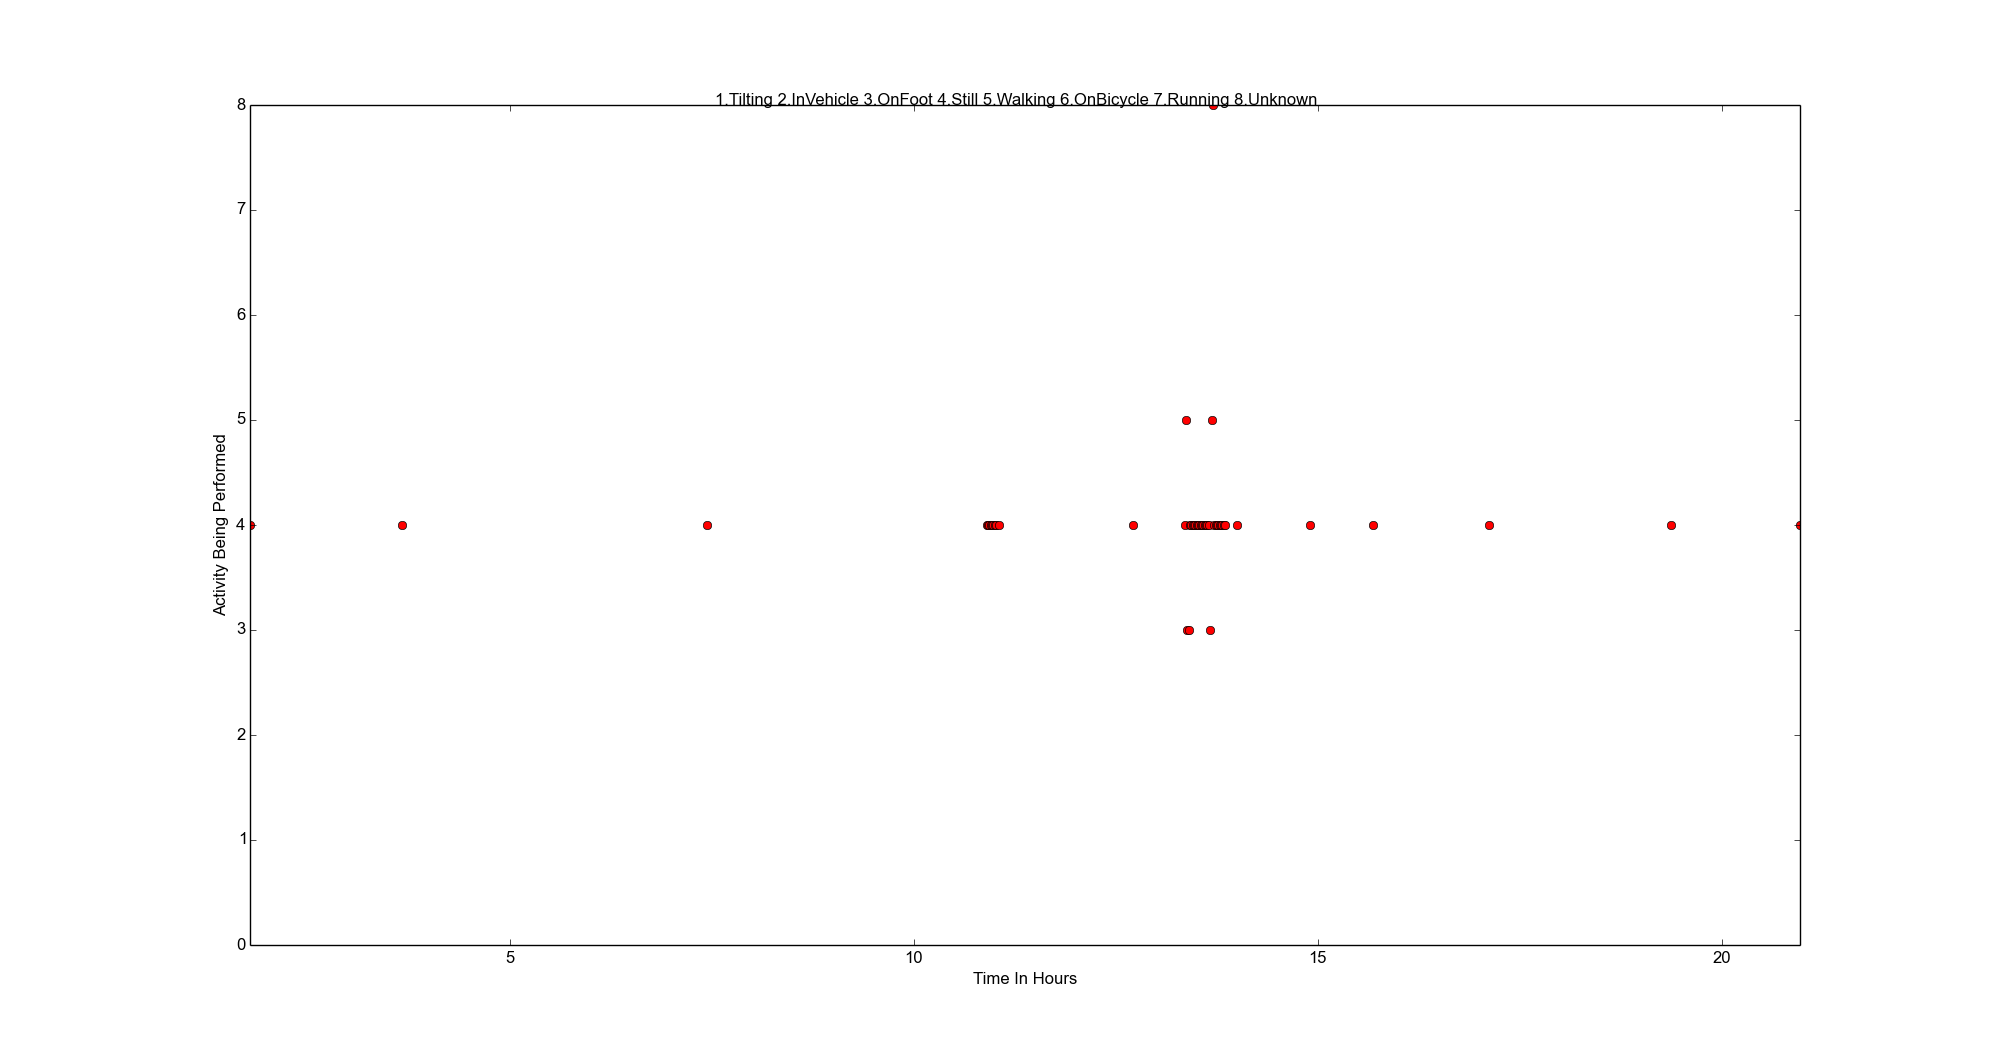 1.Tilting 2.InVehicle 3.OnFoot 4.Still 5.Walking 6.OnBicycle 7.Running 8.Unknown
8
7
6
5
4
3
2
1
0
Activity Being Performed
5 10 15 20
Time In Hours